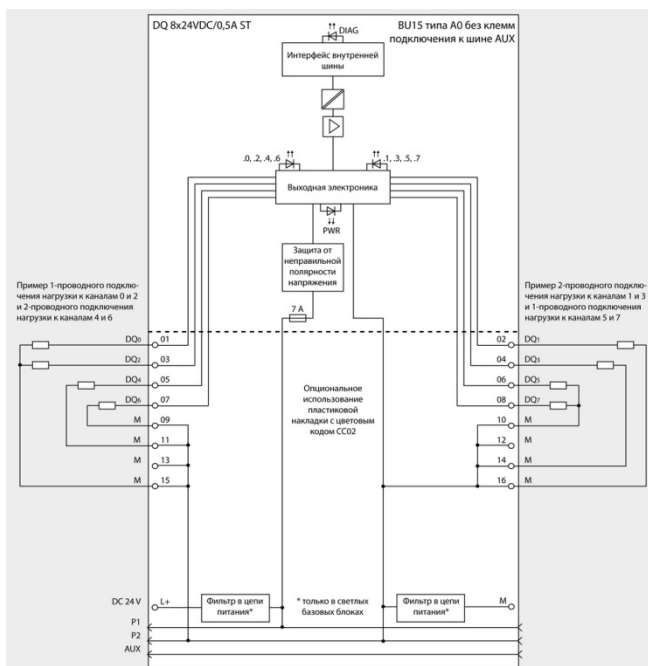 DQ 8x24VDC/0,5A ST
BU15 типа A0 без клемм
подключения к шине AUX
DIAG
Интерфейс внутренней
шины
.0, .2, .4, .6
.1, .3, .5, .7
Выходная электроника
PWR
Защита от
неправильной
полярности
напряжения
7 A
Пример 1-проводного подклю-
чения нагрузки к каналам 0 и 2
и 2-проводного подключения
нагрузки к каналам 4 и 6
Пример 2-проводного подклю-
чения нагрузки к каналам 1 и 3
и 1-проводного подключения
нагрузки к каналам 5 и 7
DQ0 01
02 DQ1
DQ2 03
04 DQ3
DQ4 05
06 DQ5
DQ6 07
08 DQ7
M 09
10 M
M 11
12 M
M 13
14 M
M 15
16 M
Опциональное
использование
пластиковой
накладки с цветовым
кодом CC02
DC 24 V L+
Фильтр в цепи
питания*
* только в светлых
базовых блоках
Фильтр в цепи
питания*
M
P1
P2
AUX